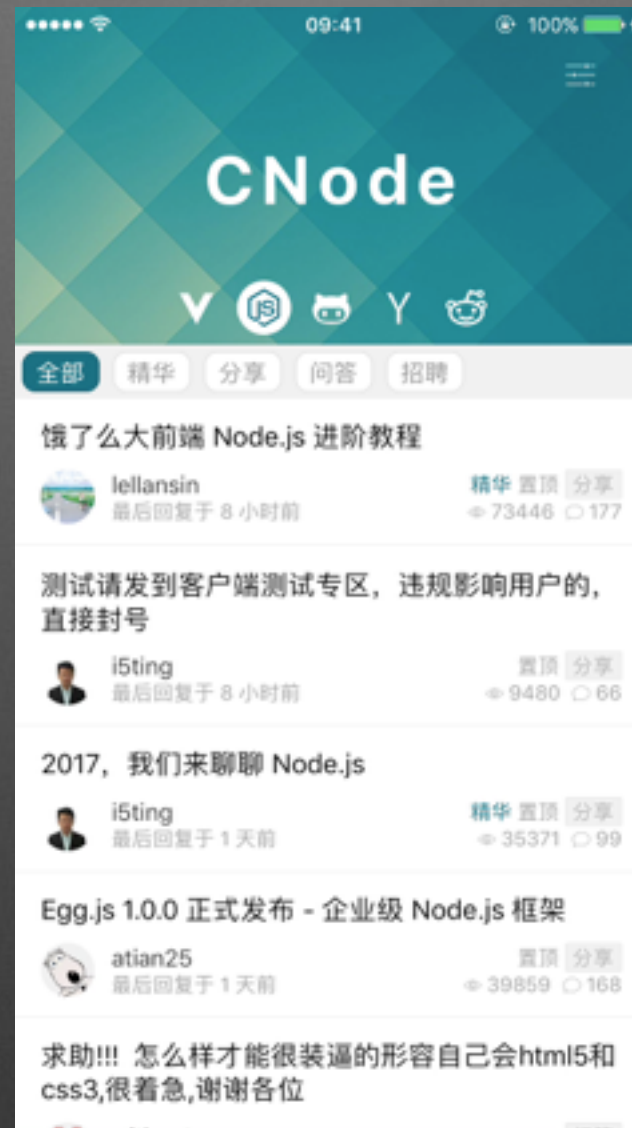 09:41
100%
CNode
全部 精华 分享 问答 招聘
饿了么大前端 Node.js 进阶教程
lellansin
精华 置顶 分享
最后回复于 8 小时前
73446 177
测试请发到客户端测试专区，违规影响用户的，
直接封号
i5ting
置顶 分享
最后回复于 8 小时前
9480 66
2017，我们来聊聊 Node.js
i5ting
精华 置顶 分享
最后回复于 1 天前
35371 99
Egg.js 1.0.0 正式发布 - 企业级 Node.js 框架
atian25
置顶 分享
最后回复于 1 天前
39859 168
求助!!! 怎么样才能很装逼的形容自己会html5和
css3,很着急,谢谢各位